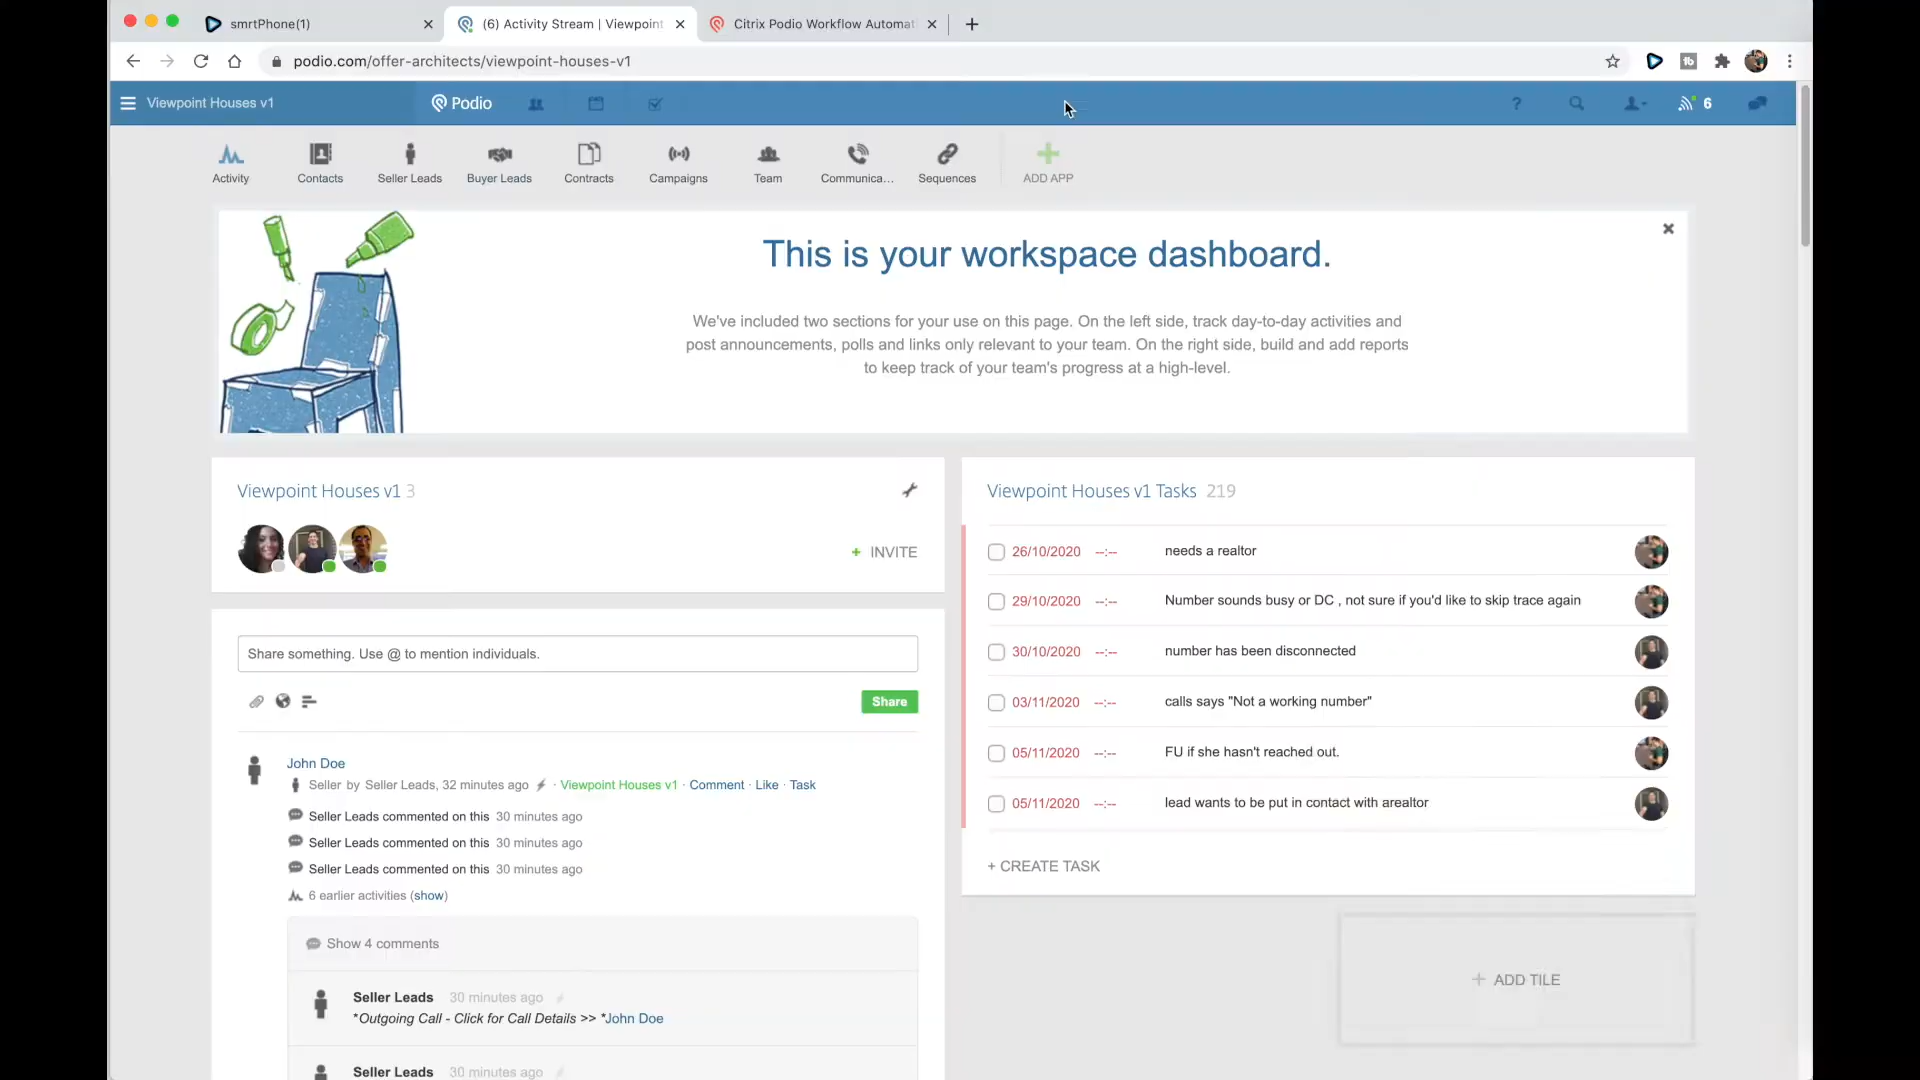 smrtPhone(1)
(6) Activity Stream | Viewpoint
Citrix Podio Workflow Automat
podio.com/offer-architects/viewpoint-houses-v1
Viewpoint Houses v1
Podio
? 6
Activity
Contacts
Seller Leads
Buyer Leads
Contracts
Campaigns
Team
Communica...
Sequences
ADD APP
This is your workspace dashboard.
We've included two sections for your use on this page. On the left side, track day-to-day activities and
post announcements, polls and links only relevant to your team. On the right side, build and add reports
to keep track of your team's progress at a high-level.
Viewpoint Houses v1 3
+ INVITE
Share something. Use @ to mention individuals.
Share
John Doe
Seller by Seller Leads, 32 minutes ago · Viewpoint Houses v1 · Comment · Like · Task
Seller Leads commented on this 30 minutes ago
Seller Leads commented on this 30 minutes ago
Seller Leads commented on this 30 minutes ago
6 earlier activities (show)
Show 4 comments
Seller Leads 30 minutes ago
*Outgoing Call - Click for Call Details >> *John Doe
Seller Leads 30 minutes ago
Viewpoint Houses v1 Tasks 219
26/10/2020 --:-- needs a realtor
29/10/2020 --:-- Number sounds busy or DC , not sure if you'd like to skip trace again
30/10/2020 --:-- number has been disconnected
03/11/2020 --:-- calls says "Not a working number"
05/11/2020 --:-- FU if she hasn't reached out.
05/11/2020 --:-- lead wants to be put in contact with arealtor
+ CREATE TASK
+ ADD TILE